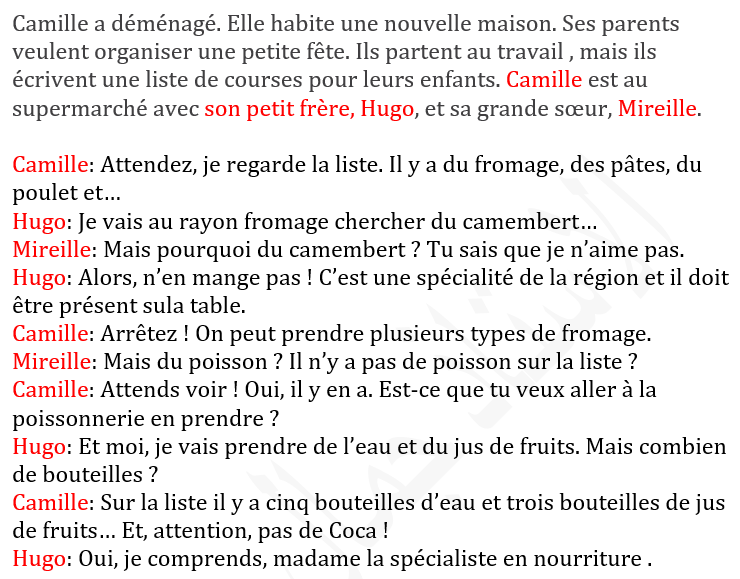 Camille a déménagé. Elle habite une nouvelle maison. Ses parents
veulent organiser une petite fête. Ils partent au travail , mais ils
écrivent une liste de courses pour leurs enfants. Camille est au
supermarché avec son petit frère, Hugo, et sa grande sœur, Mireille.
Camille: Attendez, je regarde la liste. Il y a du fromage, des pâtes, du
poulet et…
Hugo: Je vais au rayon fromage chercher du camembert…
Mireille: Mais pourquoi du camembert ? Tu sais que je n’aime pas.
Hugo: Alors, n’en mange pas ! C’est une spécialité de la région et il doit
être présent sula table.
Camille: Arrêtez ! On peut prendre plusieurs types de fromage.
Mireille: Mais du poisson ? Il n’y a pas de poisson sur la liste ?
Camille: Attends voir ! Oui, il y en a. Est-ce que tu veux aller à la
poissonnerie en prendre ?
Hugo: Et moi, je vais prendre de l’eau et du jus de fruits. Mais combien
de bouteilles ?
Camille: Sur la liste il y a cinq bouteilles d’eau et trois bouteilles de jus
de fruits… Et, attention, pas de Coca !
Hugo: Oui, je comprends, madame la spécialiste en nourriture .